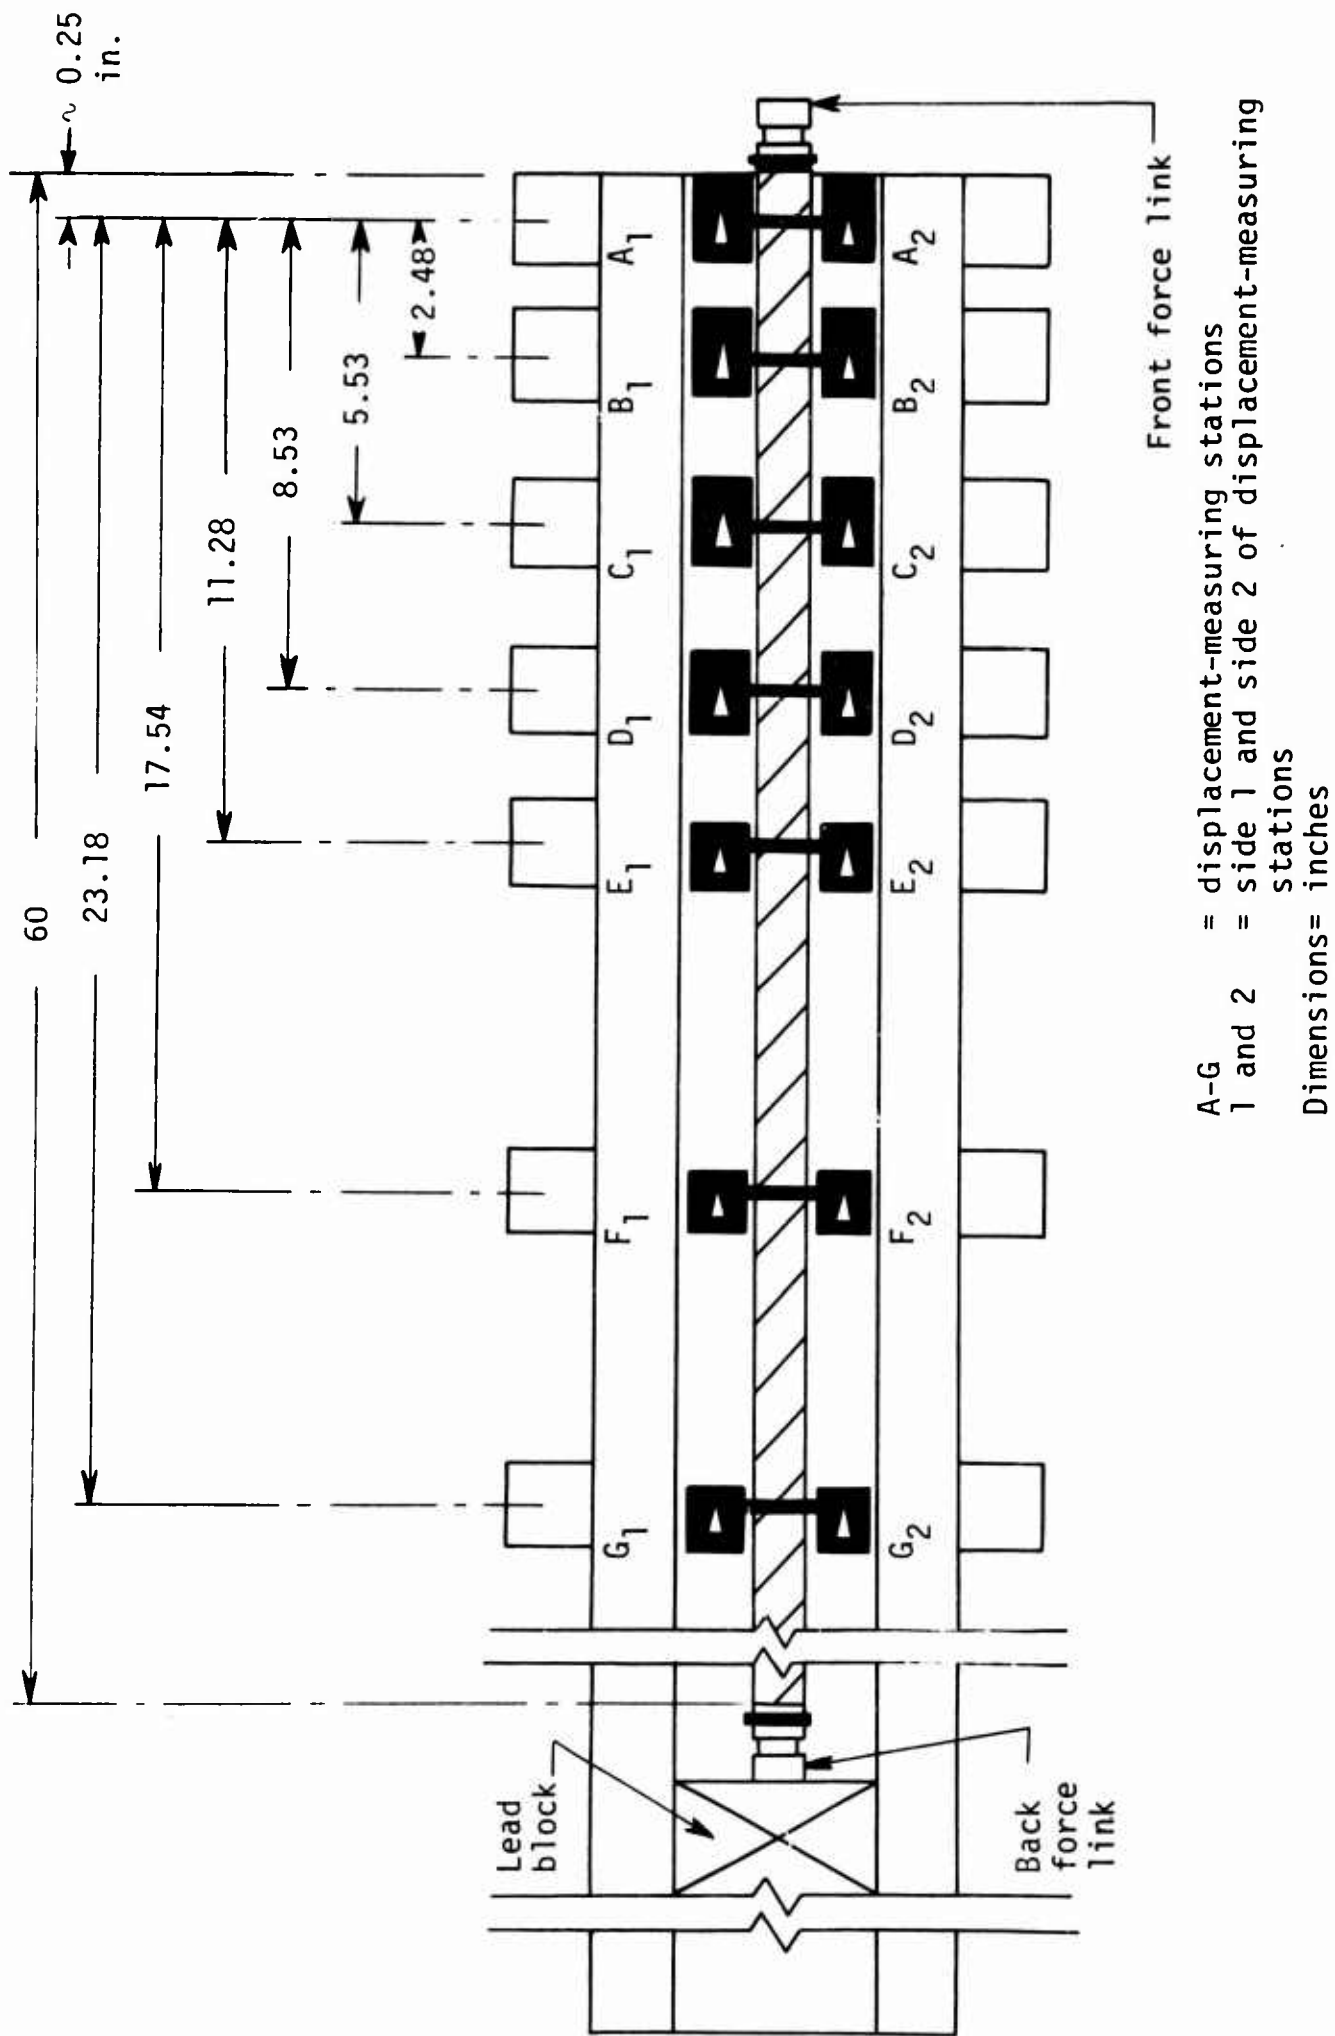 60
~ 0.25
in.
23.18
17.54
11.28
8.53
5.53
2.48
G1
F1
E1
D1
C1
B1
A1
G2
F2
E2
D2
C2
B2
A2
Lead
block
Back
force
link
Front force link
A-G = displacement-measuring stations
1 and 2 = side 1 and side 2 of displacement-measuring
stations
Dimensions= inches